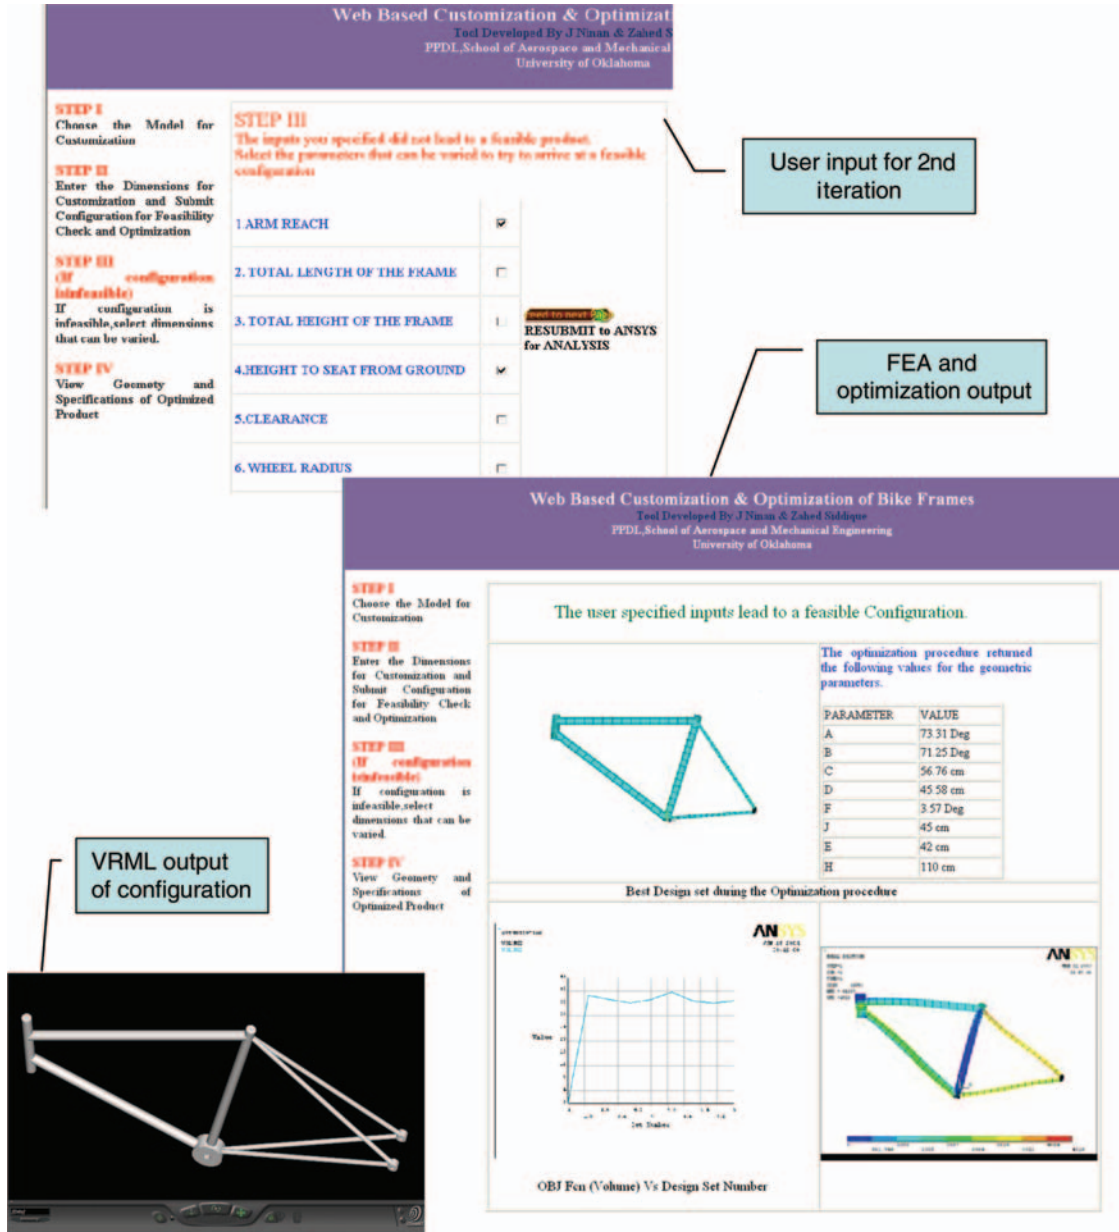 Web Based Customization & Optimizati
Tool Developed By J Ninan & Zahed S
PPDL,School of Aerospace and Mechanical
University of Oklahoma
STEP I
Choose the Model for
Customization
STEP II
Enter the Dimensions for
Customization and Submit
Configuration for Feasibility
Check and Optimization
STEP III
(If configuration
isinfeasible)
If configuration is
infeasible,select dimensions
that can be varied.
STEP IV
View Geomety and
Specifications of Optimized
Product
STEP III
The inputs you specified did not lead to a feasible product.
Select the parameters that can be varied to try to arrive at a feasible
configuration
1 ARM REACH
2. TOTAL LENGTH OF THE FRAME
3. TOTAL HEIGHT OF THE FRAME
4.HEIGHT TO SEAT FROM GROUND
5.CLEARANCE
6. WHEEL RADIUS
RESUBMIT to ANSYS
for ANALYSIS
User input for 2nd
iteration
FEA and
optimization output
Web Based Customization & Optimization of Bike Frames
Tool Developed By J Ninan & Zahed Siddique
PPDL,School of Aerospace and Mechanical Engineering
University of Oklahoma
STEP I
Choose the Model for
Customization
STEP II
Enter the Dimensions
for Customization and
Submit Configuration
for Feasibility Check
and Optimization
STEP III
(If configuration
isinfeasible)
If configuration is
infeasible,select
dimensions that can be
varied.
STEP IV
View Geomety and
Specifications of
Optimized Product
The user specified inputs lead to a feasible Configuration.
The optimization procedure returned
the following values for the geometric
parameters.
PARAMETER VALUE
A 73.31 Deg
B 71.25 Deg
C 56.76 cm
D 45.58 cm
F 3.57 Deg
J 45 cm
E 42 cm
H 110 cm
Best Design set during the Optimization procedure
ANSYS
Value
Set Number
OBJ Fcn (Volume) Vs Design Set Number
ANSYS
VRML output
of configuration